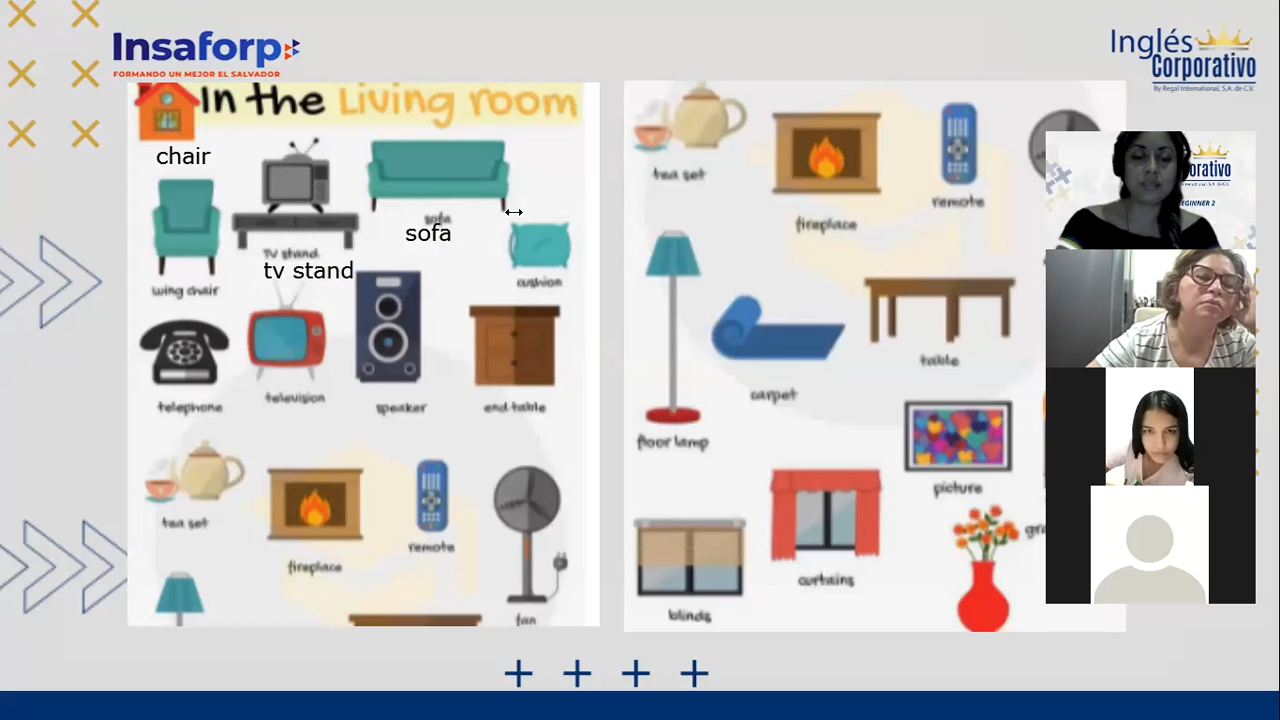 Insaforp
FORMANDO UN MEJOR EL SALVADOR
Inglés
Corporativo
By Regal International, S.A. de C.V.
In the Living room
chair
sofa
sofa
TV stand
tv stand
cushion
wing chair
telephone
television
speaker
end table
tea set
fireplace
remote
fan
tea set
fireplace
remote
floor lamp
carpet
table
picture
blinds
curtains
orativo
BEGINNER 2